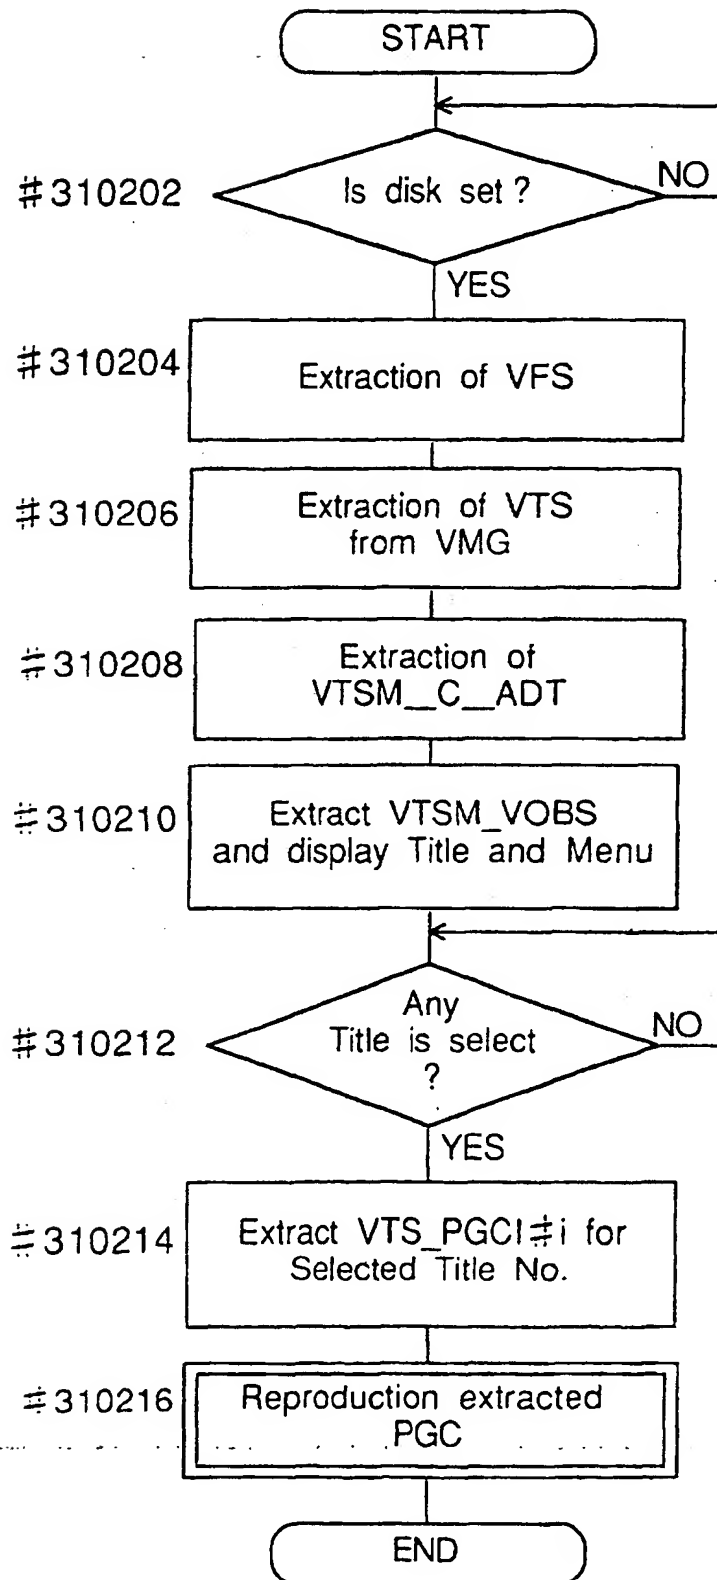 START
#310202
Is disk set ?
NO
YES
#310204
Extraction of VFS
#310206
Extraction of VTS
from VMG
#310208
Extraction of
VTSM__C__ADT
#310210
Extract VTSM_VOBS
and display Title and Menu
#310212
Any
Title is select
?
NO
YES
#310214
Extract VTS_PGCI#i for
Selected Title No.
#310216
Reproduction extracted
PGC
END